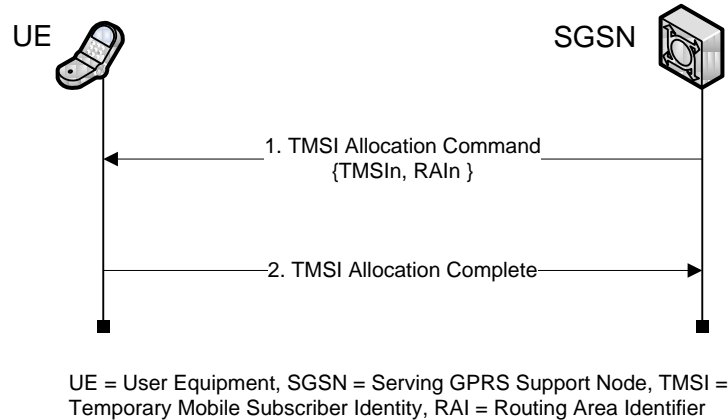 UE
SGSN
1. TMSI Allocation Command
{TMSIn, RAIn }
2. TMSI Allocation Complete
UE = User Equipment, SGSN = Serving GPRS Support Node, TMSI =
Temporary Mobile Subscriber Identity, RAI = Routing Area Identifier